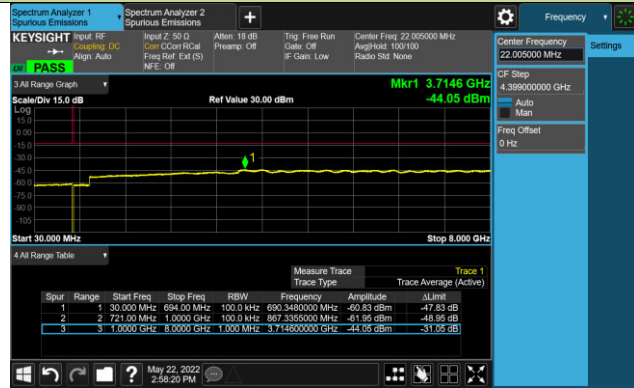 Spectrum Analyzer 1
Spurious Emissions
Spectrum Analyzer 2
Spurious Emissions
Frequency
KEYSIGHT
Input: RF
Coupling: DC
Align: Auto
Input Z: 50 Ω
Corr CCorr RCal
Freq Ref: Ext (S)
NFE: Off
Atten: 18 dB
Preamp: Off
Trig: Free Run
Gate: Off
IF Gain: Low
Center Freq: 22.005000 MHz
Avg|Hold: 100/100
Radio Std: None
PASS
Center Frequency
22.005000 MHz
Settings
CF Step
4.399000000 GHz
Auto
Man
Freq Offset
0 Hz
3 All Range Graph
Mkr1 3.7146 GHz
Scale/Div 15.0 dB
Ref Value 30.00 dBm
-44.05 dBm
Log
15.0
0.00
-15.0
-30.0
-45.0
-60.0
-75.0
-90.0
-105
1
Start 30.000 MHz
Stop 8.000 GHz
4 All Range Table
Measure Trace Trace 1
Trace Type Trace Average (Active)
Spur Range Start Freq Stop Freq RBW Frequency Amplitude ΔLimit
1 1 30.000 MHz 694.00 MHz 100.0 kHz 690.3480000 MHz -60.83 dBm -47.83 dB
2 2 721.00 MHz 1.0000 GHz 100.0 kHz 867.3355000 MHz -61.95 dBm -48.95 dB
3 3 1.0000 GHz 8.0000 GHz 1.000 MHz 3.714600000 GHz -44.05 dBm -31.05 dB
May 22, 2022
2:58:20 PM